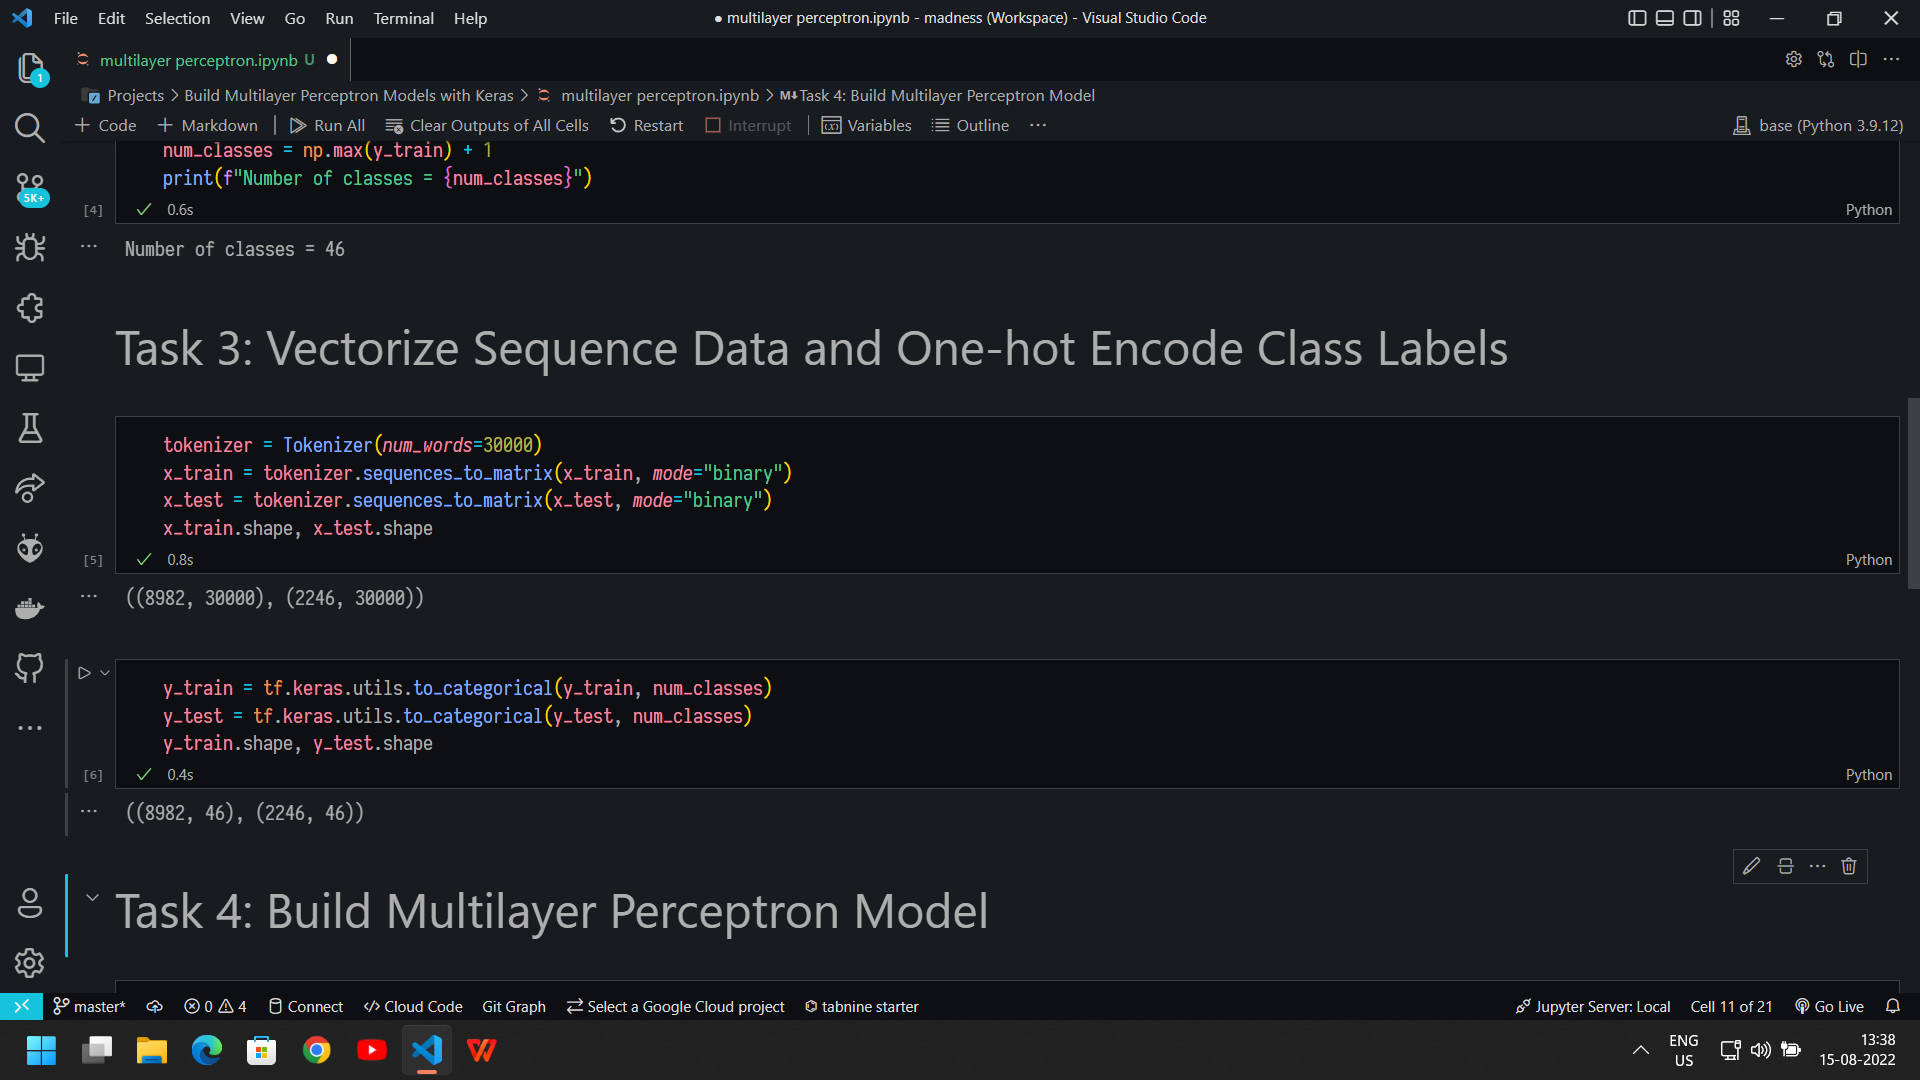 File Edit Selection View Go Run Terminal Help
● multilayer perceptron.ipynb - madness (Workspace) - Visual Studio Code
multilayer perceptron.ipynb U ●
1
Projects > Build Multilayer Perceptron Models with Keras > multilayer perceptron.ipynb > M↓Task 4: Build Multilayer Perceptron Model
+ Code + Markdown Run All Clear Outputs of All Cells Restart Interrupt Variables Outline ···
base (Python 3.9.12)
5K+
num_classes = np.max(y_train) + 1
print(f"Number of classes = {num_classes}")
[4] ✓ 0.6s Python
··· Number of classes = 46
Task 3: Vectorize Sequence Data and One-hot Encode Class Labels
tokenizer = Tokenizer(num_words=30000)
x_train = tokenizer.sequences_to_matrix(x_train, mode="binary")
x_test = tokenizer.sequences_to_matrix(x_test, mode="binary")
x_train.shape, x_test.shape
[5] ✓ 0.8s Python
··· ((8982, 30000), (2246, 30000))
y_train = tf.keras.utils.to_categorical(y_train, num_classes)
y_test = tf.keras.utils.to_categorical(y_test, num_classes)
y_train.shape, y_test.shape
[6] ✓ 0.4s Python
··· ((8982, 46), (2246, 46))
Task 4: Build Multilayer Perceptron Model
master* 0 4 Connect Cloud Code Git Graph Select a Google Cloud project tabnine starter
Jupyter Server: Local Cell 11 of 21 Go Live
ENG
US
13:38
15-08-2022